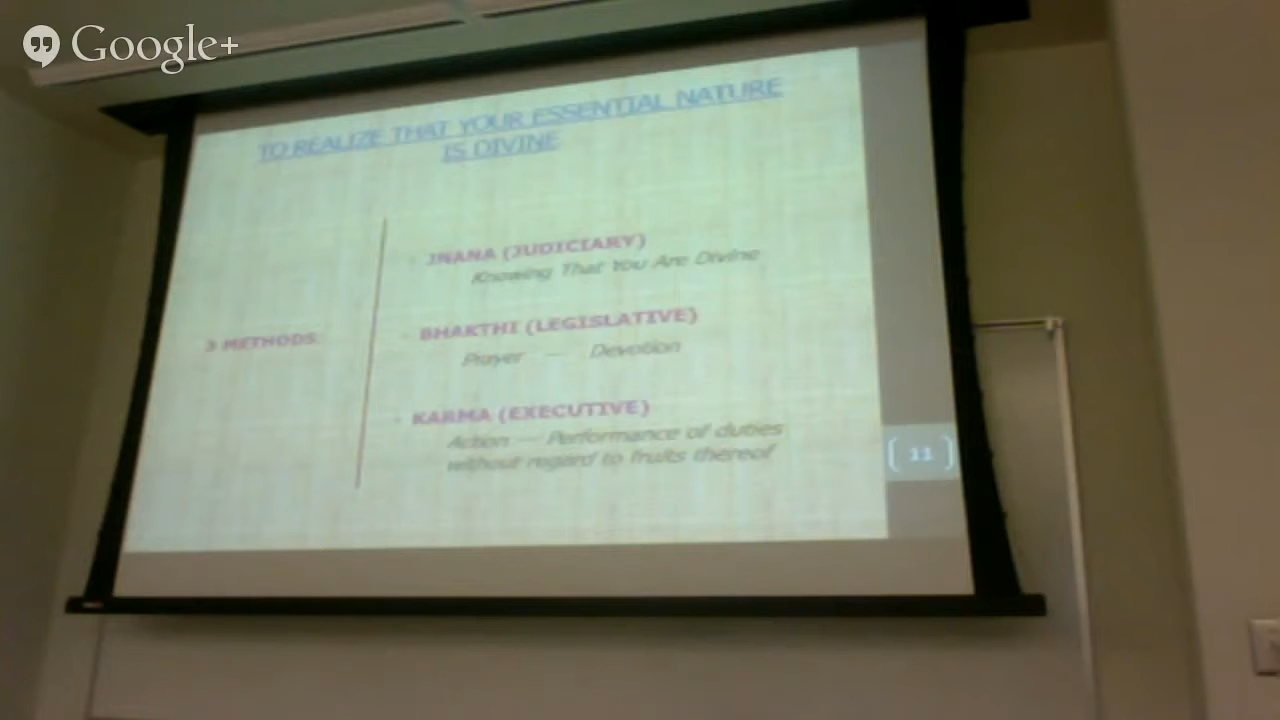 Google+
TO REALIZE THAT YOUR ESSENTIAL NATURE
IS DIVINE
JNANA (JUDICIARY)
Knowing That You Are Divine
3 METHODS
BHAKTHI (LEGISLATIVE)
Prayer — Devotion
KARMA (EXECUTIVE)
Action — Performance of duties
without regard to fruits thereof
11